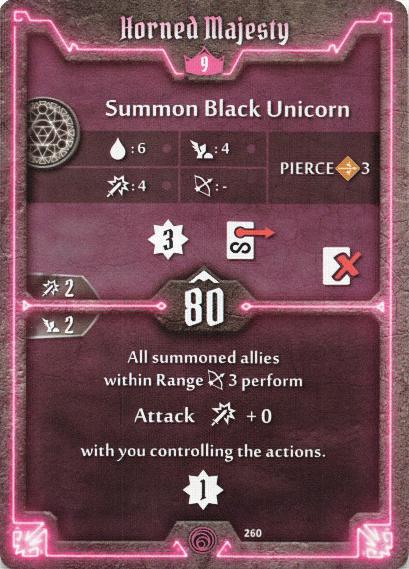 Horned Majesty
9
Summon Black Unicorn
:6 :4
PIERCE 3
:4 :-
3
2
80
2
All summoned allies
within Range 3 perform
Attack +0
with you controlling the actions.
1
260